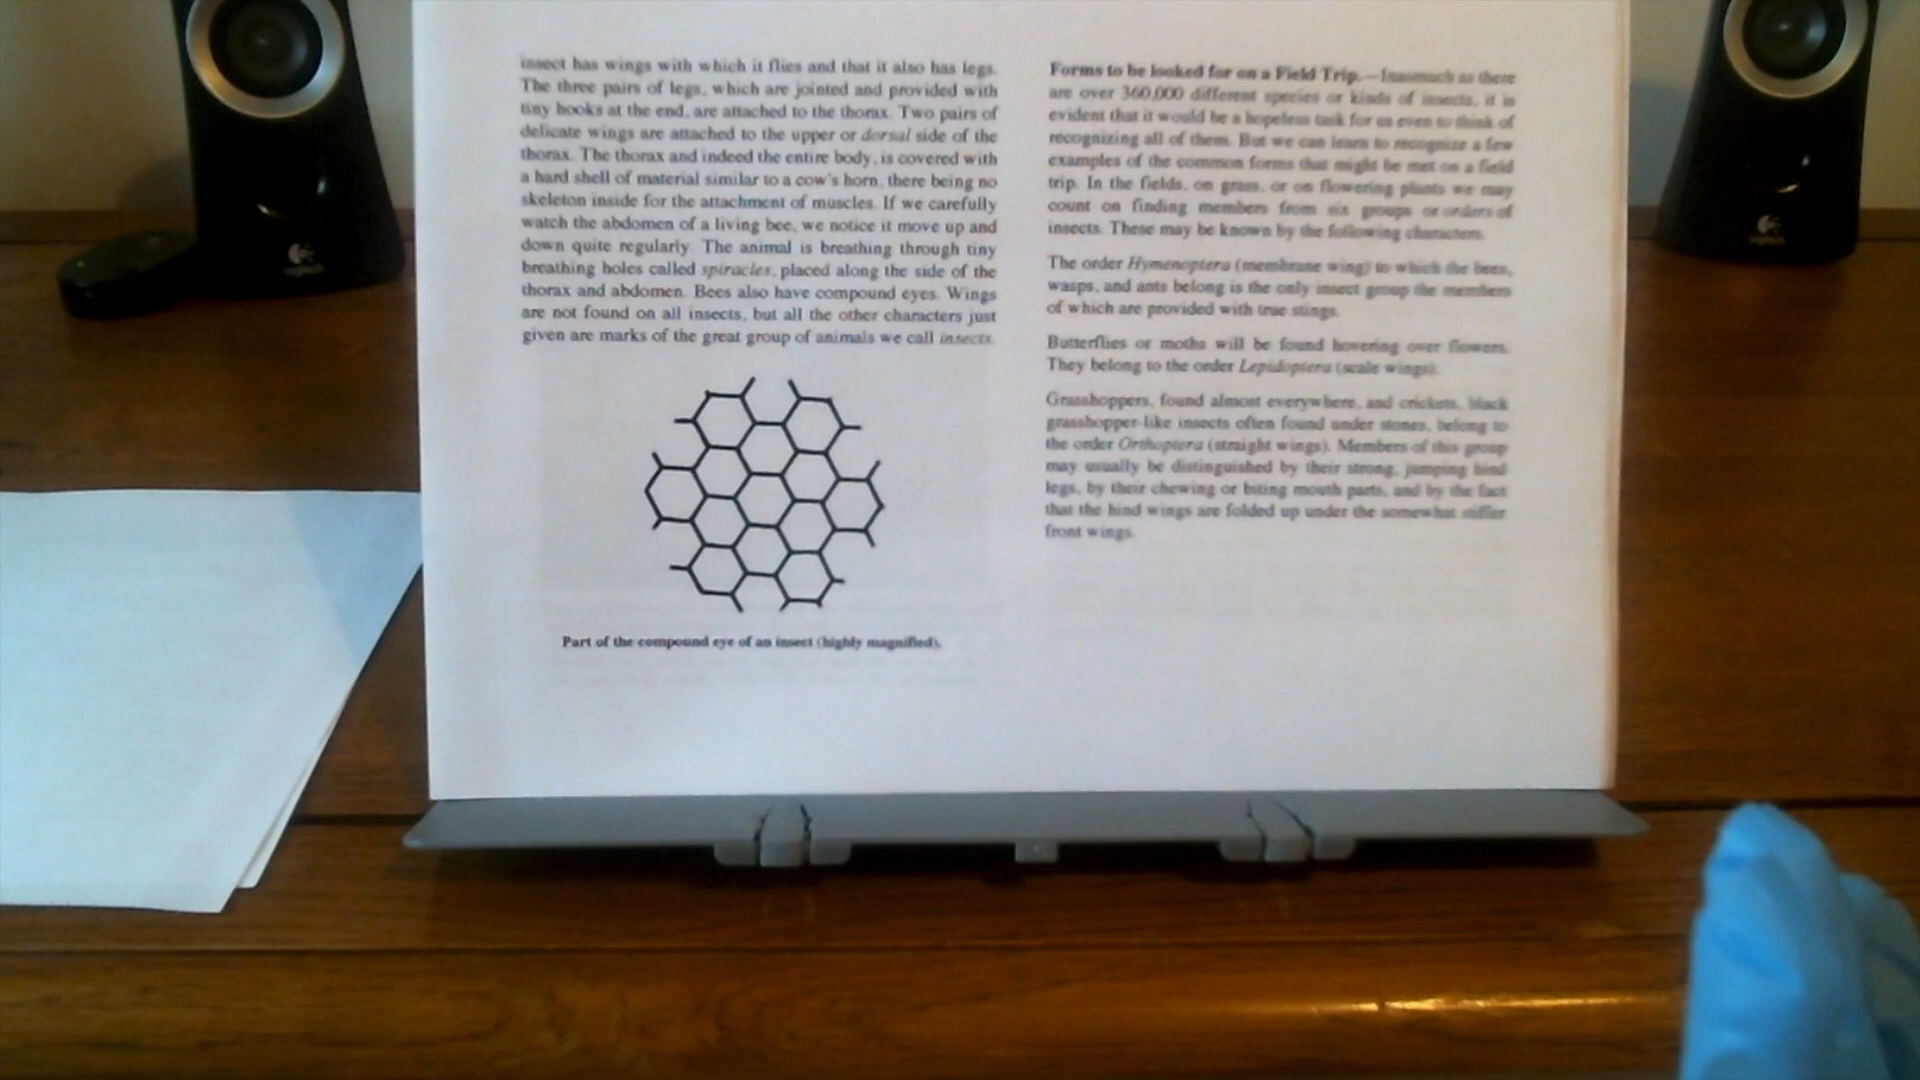 insect has wings with which it flies and that it also has legs.
The three pairs of legs, which are jointed and provided with
tiny hooks at the end, are attached to the thorax. Two pairs of
delicate wings are attached to the upper or dorsal side of the
thorax. The thorax and indeed the entire body, is covered with
a hard shell of material similar to a cow's horn, there being no
skeleton inside for the attachment of muscles. If we carefully
watch the abdomen of a living bee, we notice it move up and
down quite regularly. The animal is breathing through tiny
breathing holes called spiracles, placed along the side of the
thorax and abdomen. Bees also have compound eyes. Wings
are not found on all insects, but all the other characters just
given are marks of the great group of animals we call insects.
Part of the compound eye of an insect (highly magnified).
Forms to be looked for on a Field Trip.—Inasmuch as there
are over 360,000 different species or kinds of insects, it is
evident that it would be a hopeless task for us even to think of
recognizing all of them. But we can learn to recognize a few
examples of the common forms that might be met on a field
trip. In the fields, on grass, or on flowering plants we may
count on finding members from six groups or orders of
insects. These may be known by the following characters.
The order Hymenoptera (membrane wing) to which the bees,
wasps, and ants belong is the only insect group the members
of which are provided with true stings.
Butterflies or moths will be found hovering over flowers.
They belong to the order Lepidoptera (scale wings).
Grasshoppers, found almost everywhere, and crickets, black
grasshopper-like insects often found under stones, belong to
the order Orthoptera (straight wings). Members of this group
may usually be distinguished by their strong, jumping hind
legs, by their chewing or biting mouth parts, and by the fact
that the hind wings are folded up under the somewhat stiffer
front wings.
logitech